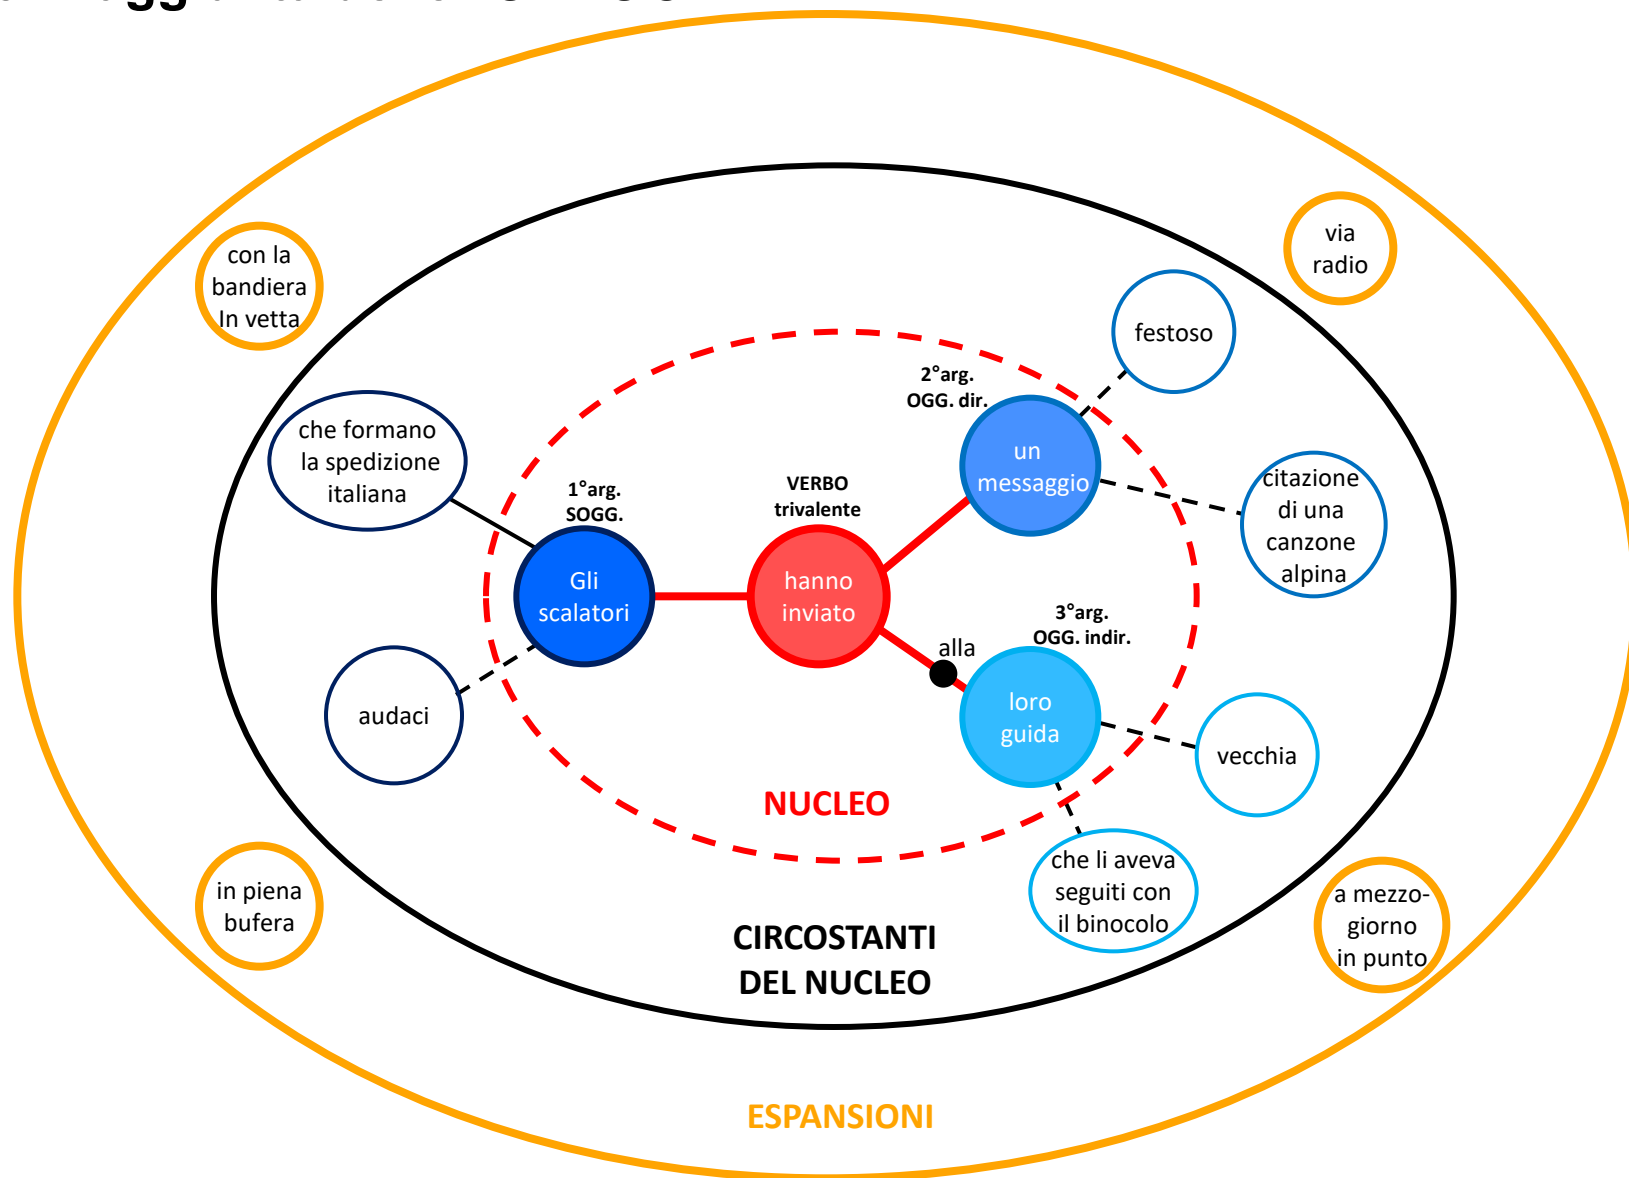 con la
bandiera
In vetta
via
radio
festoso
2°arg.
OGG. dir.
che formano
la spedizione
italiana
un
messaggio
citazione
di una
canzone
alpina
1°arg.
SOGG.
VERBO
trivalente
Gli
scalatori
hanno
inviato
3°arg.
OGG. indir.
alla
loro
guida
audaci
vecchia
NUCLEO
che li aveva
seguiti con
il binocolo
in piena
bufera
a mezzo-
giorno
in punto
CIRCOSTANTI
DEL NUCLEO
ESPANSIONI